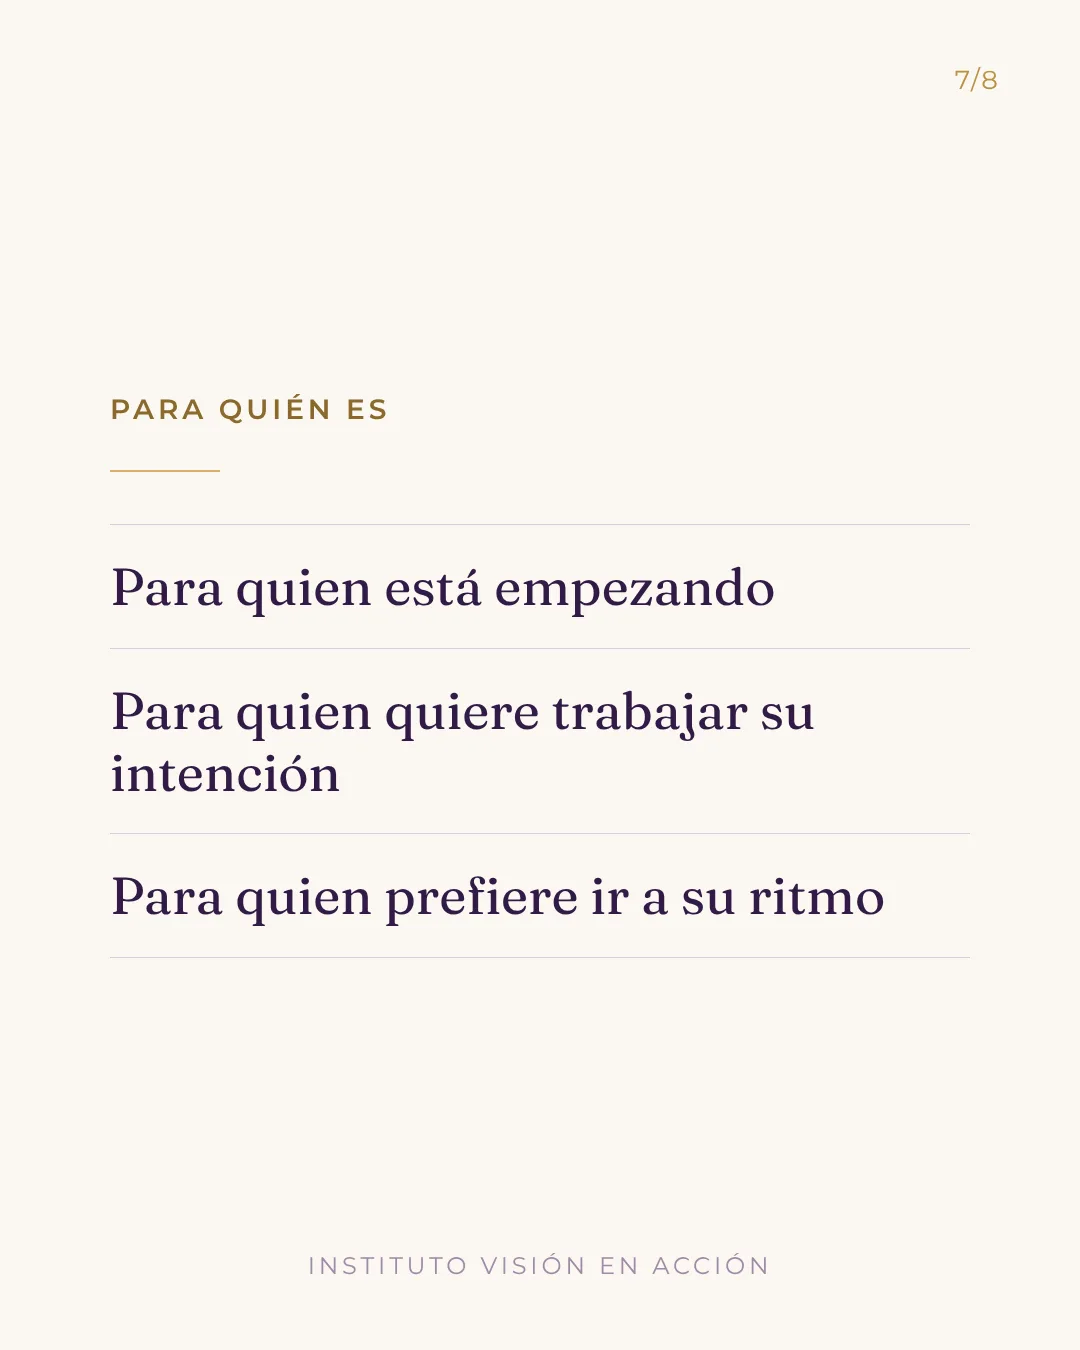 7/8
PARA QUIÉN ES
Para quien está empezando
Para quien quiere trabajar su
intención
Para quien prefiere ir a su ritmo
INSTITUTO VISIÓN EN ACCIÓN